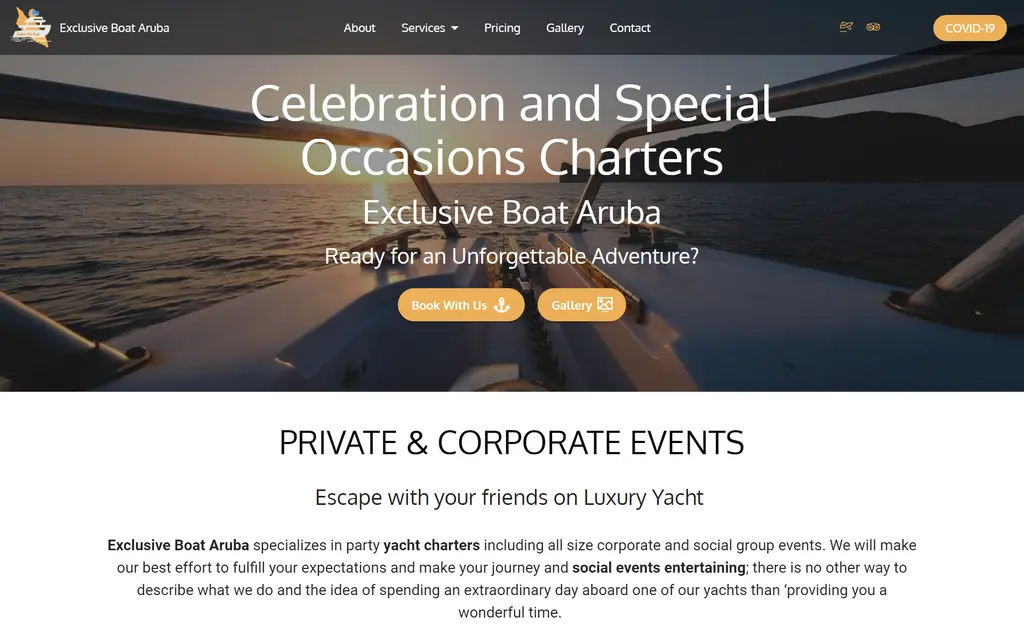 Exclusive Boat Aruba
About
Services
Pricing
Gallery
Contact
COVID-19
Celebration and Special
Occasions Charters
Exclusive Boat Aruba
Ready for an Unforgettable Adventure?
Book With Us
Gallery
PRIVATE & CORPORATE EVENTS
Escape with your friends on Luxury Yacht
Exclusive Boat Aruba specializes in party yacht charters including all size corporate and social group events. We will make
our best effort to fulfill your expectations and make your journey and social events entertaining; there is no other way to
describe what we do and the idea of spending an extraordinary day aboard one of our yachts than ‘providing you a
wonderful time.